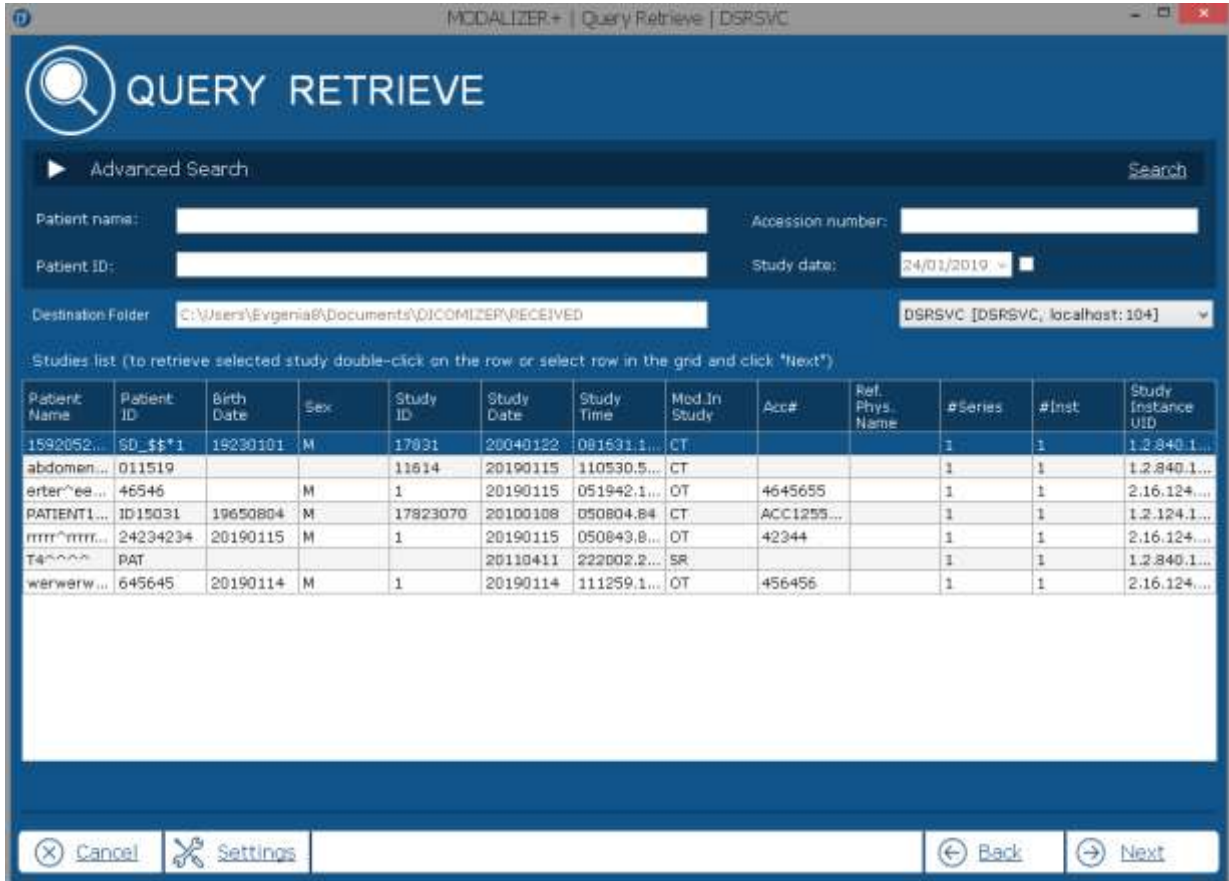 MODALIZER+ | Query Retrieve | DSRSVC
QUERY RETRIEVE
Advanced Search
Search
Patient name:
Accession number:
Patient ID:
Study date:
24/01/2019
Destination Folder
C:\Users\Evgenia8\Documents\DICOMIZER\RECEIVED
DSRSVC [DSRSVC, localhost:104]
Studies list (to retrieve selected study double-click on the row or select row in the grid and click "Next")
Patient Name Patient ID Birth Date Sex Study ID Study Date Study Time Mod.In Study Acc# Ref. Phys. Name #Series #Inst Study Instance UID
1592052... SD_$$*1 19230101 M 17831 20040122 081631.1... CT 1 1 1.2.840.1...
abdomen... 011519 11614 20190115 110530.5... CT 1 1 1.2.840.1...
erter^ee... 46546 M 1 20190115 051942.1... OT 4645655 1 1 2.16.124....
PATIENT1... ID15031 19650804 M 17823070 20100108 050804.84 CT ACC1255... 1 1 1.2.124.1...
rrrrr^rrrrr... 24234234 20190115 M 1 20190115 050843.8... OT 42344 1 1 2.16.124....
T4^^^^ PAT 20110411 222002.2... SR 1 1 1.2.840.1...
werwerw... 645645 20190114 M 1 20190114 111259.1... OT 456456 1 1 2.16.124....
Cancel
Settings
Back
Next